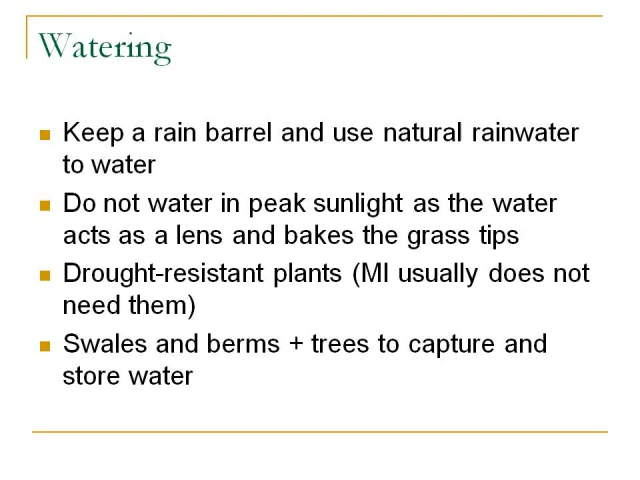 Watering
Keep a rain barrel and use natural rainwater
to water
Do not water in peak sunlight as the water
acts as a lens and bakes the grass tips
Drought-resistant plants (MI usually does not
need them)
Swales and berms + trees to capture and
store water